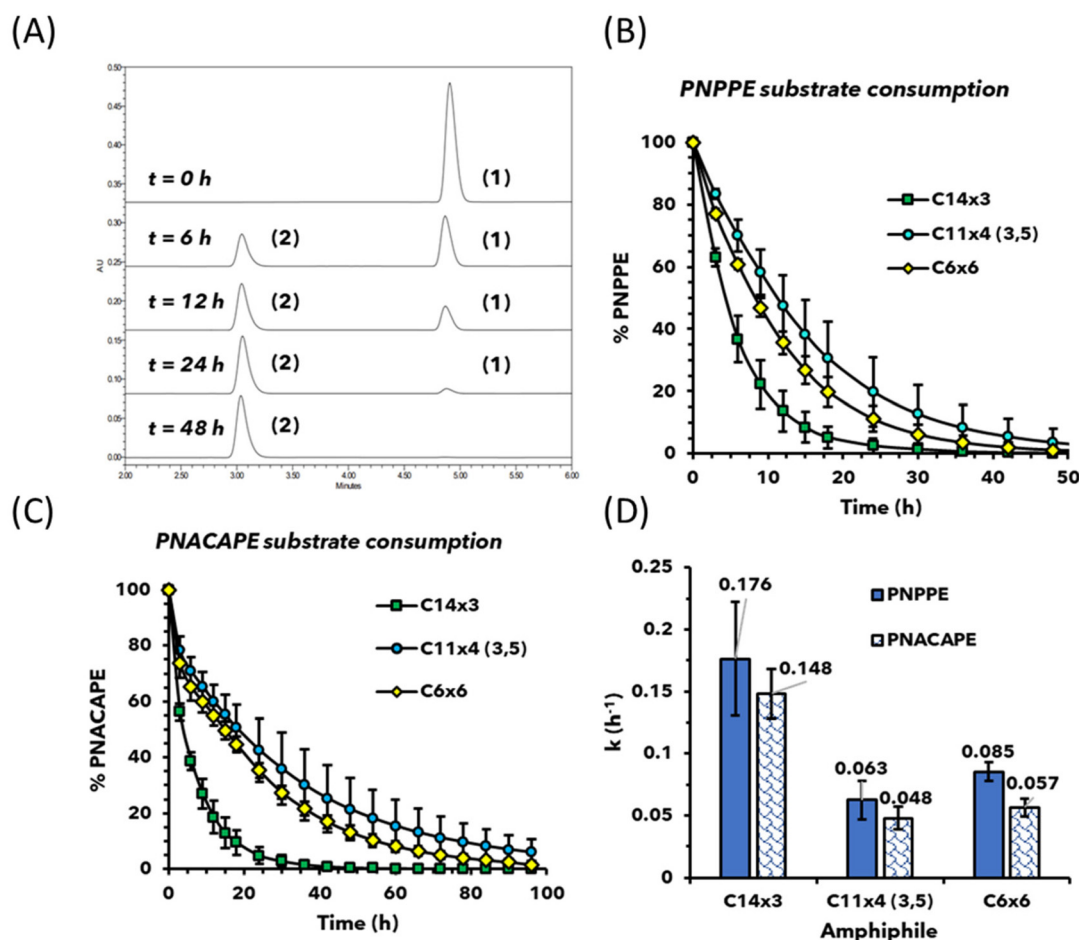 (A)
0.50
0.45
0.40
0.35
0.30
0.25
AU
0.20
0.15
0.10
0.05
0.00
t = 0 h
(1)
t = 6 h
(2)
(1)
t = 12 h
(2)
(1)
t = 24 h
(2)
(1)
t = 48 h
(2)
2.00
2.50
3.00
3.50
4.00
4.50
5.00
5.50
6.00
Minutes
(B)
PNPPE substrate consumption
100
80
60
40
20
0
% PNPPE
C14x3
C11x4 (3,5)
C6x6
0
10
20
30
40
50
Time (h)
(C)
PNACAPE substrate consumption
100
80
60
40
20
0
% PNACAPE
C14x3
C11x4 (3,5)
C6x6
0
20
40
60
80
100
Time (h)
(D)
0.25
0.2
0.15
0.1
0.05
0
k (h⁻¹)
PNPPE
PNACAPE
0.176
0.148
0.063
0.048
0.085
0.057
C14x3
C11x4 (3,5)
C6x6
Amphiphile